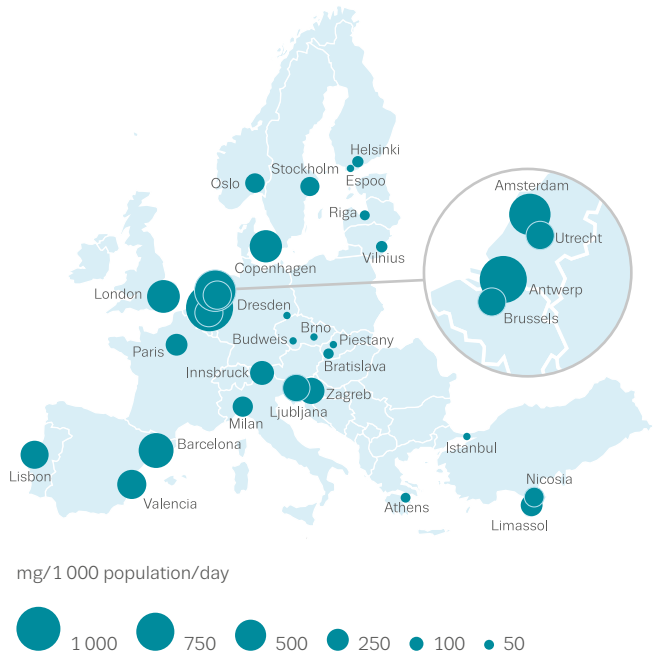 Helsinki
Stockholm
Espoo
Oslo
Amsterdam
Riga
Utrecht
Vilnius
Copenhagen
London
Antwerp
Dresden
Brussels
Brno
Budweis
Piestany
Paris
Bratislava
Innsbruck
Zagreb
Ljubljana
Milan
Barcelona
Istanbul
Lisbon
Nicosia
Valencia
Athens
Limassol
mg/1 000 population/day
1 000 750 500 250 100 50